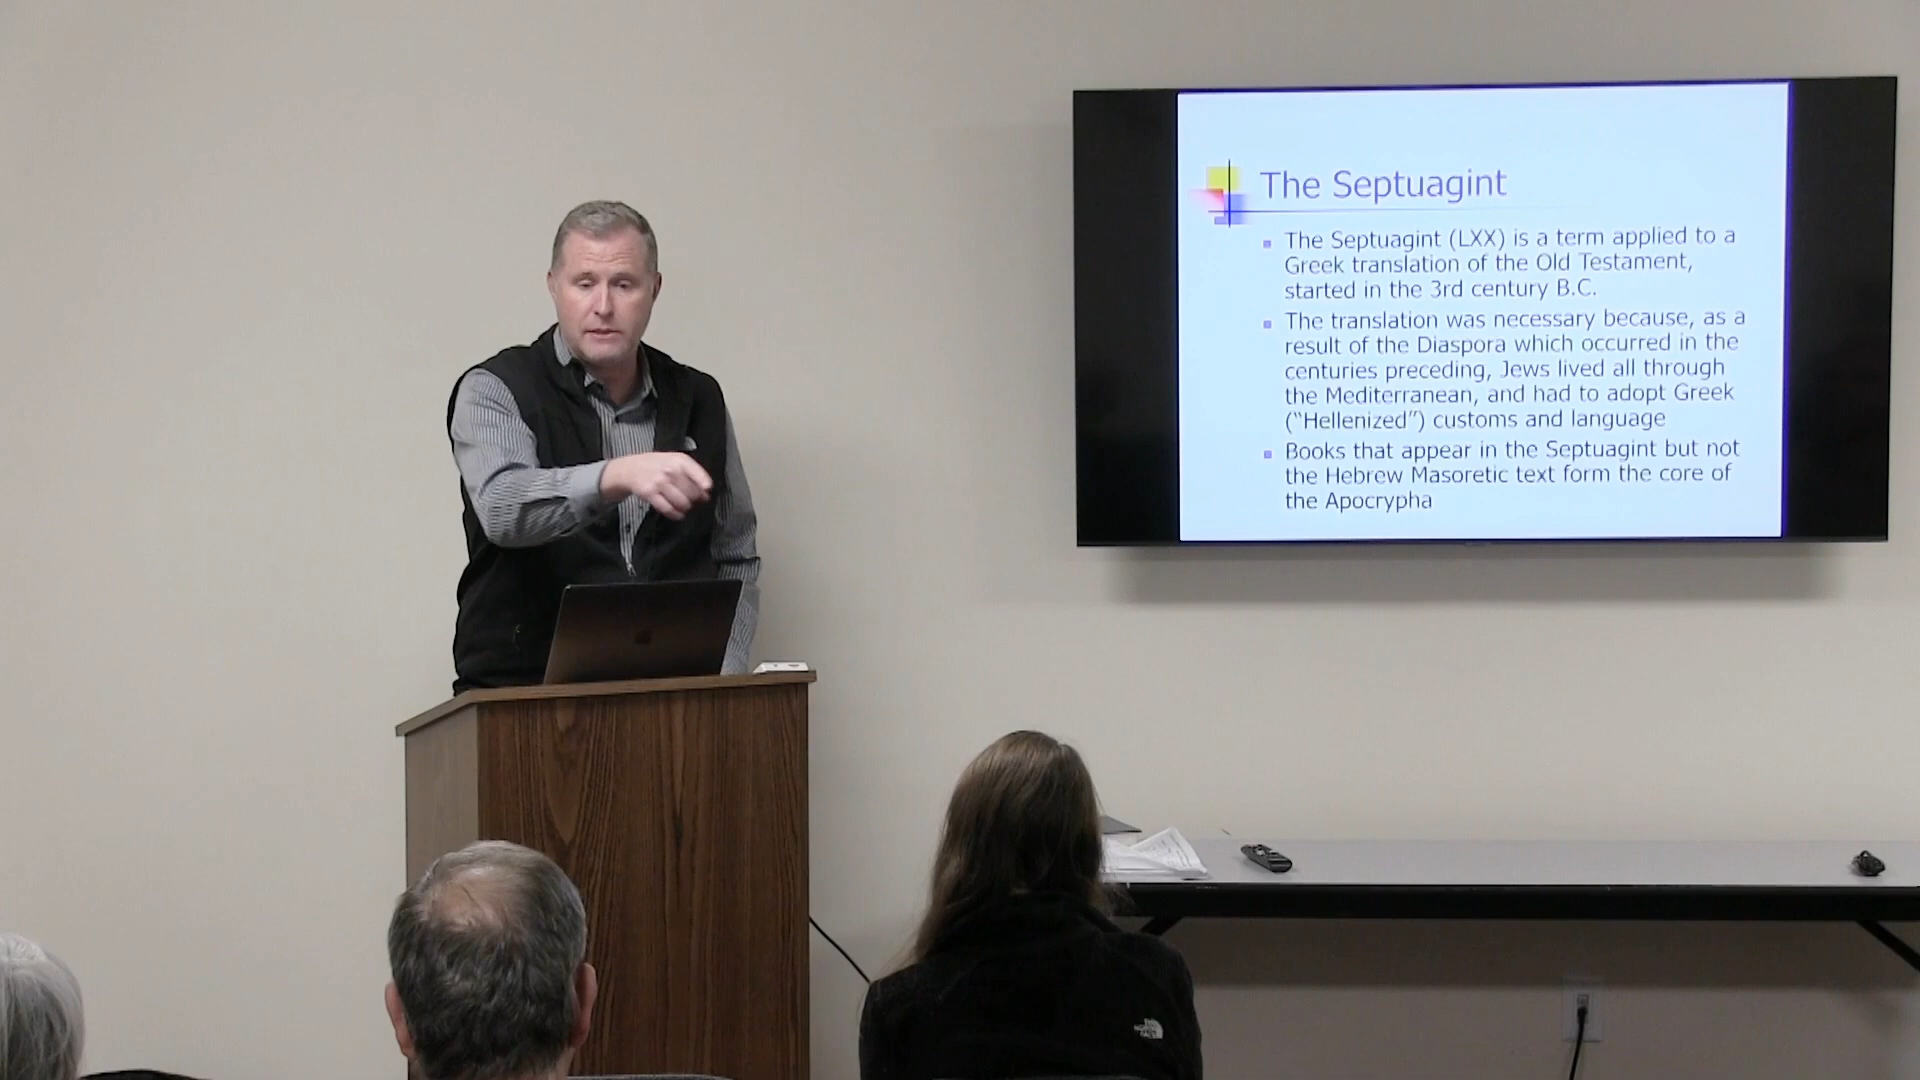 The Septuagint
The Septuagint (LXX) is a term applied to a
Greek translation of the Old Testament,
started in the 3rd century B.C.
The translation was necessary because, as a
result of the Diaspora which occurred in the
centuries preceding, Jews lived all through
the Mediterranean, and had to adopt Greek
(“Hellenized”) customs and language
Books that appear in the Septuagint but not
the Hebrew Masoretic text form the core of
the Apocrypha
THE
NORTH
FACE